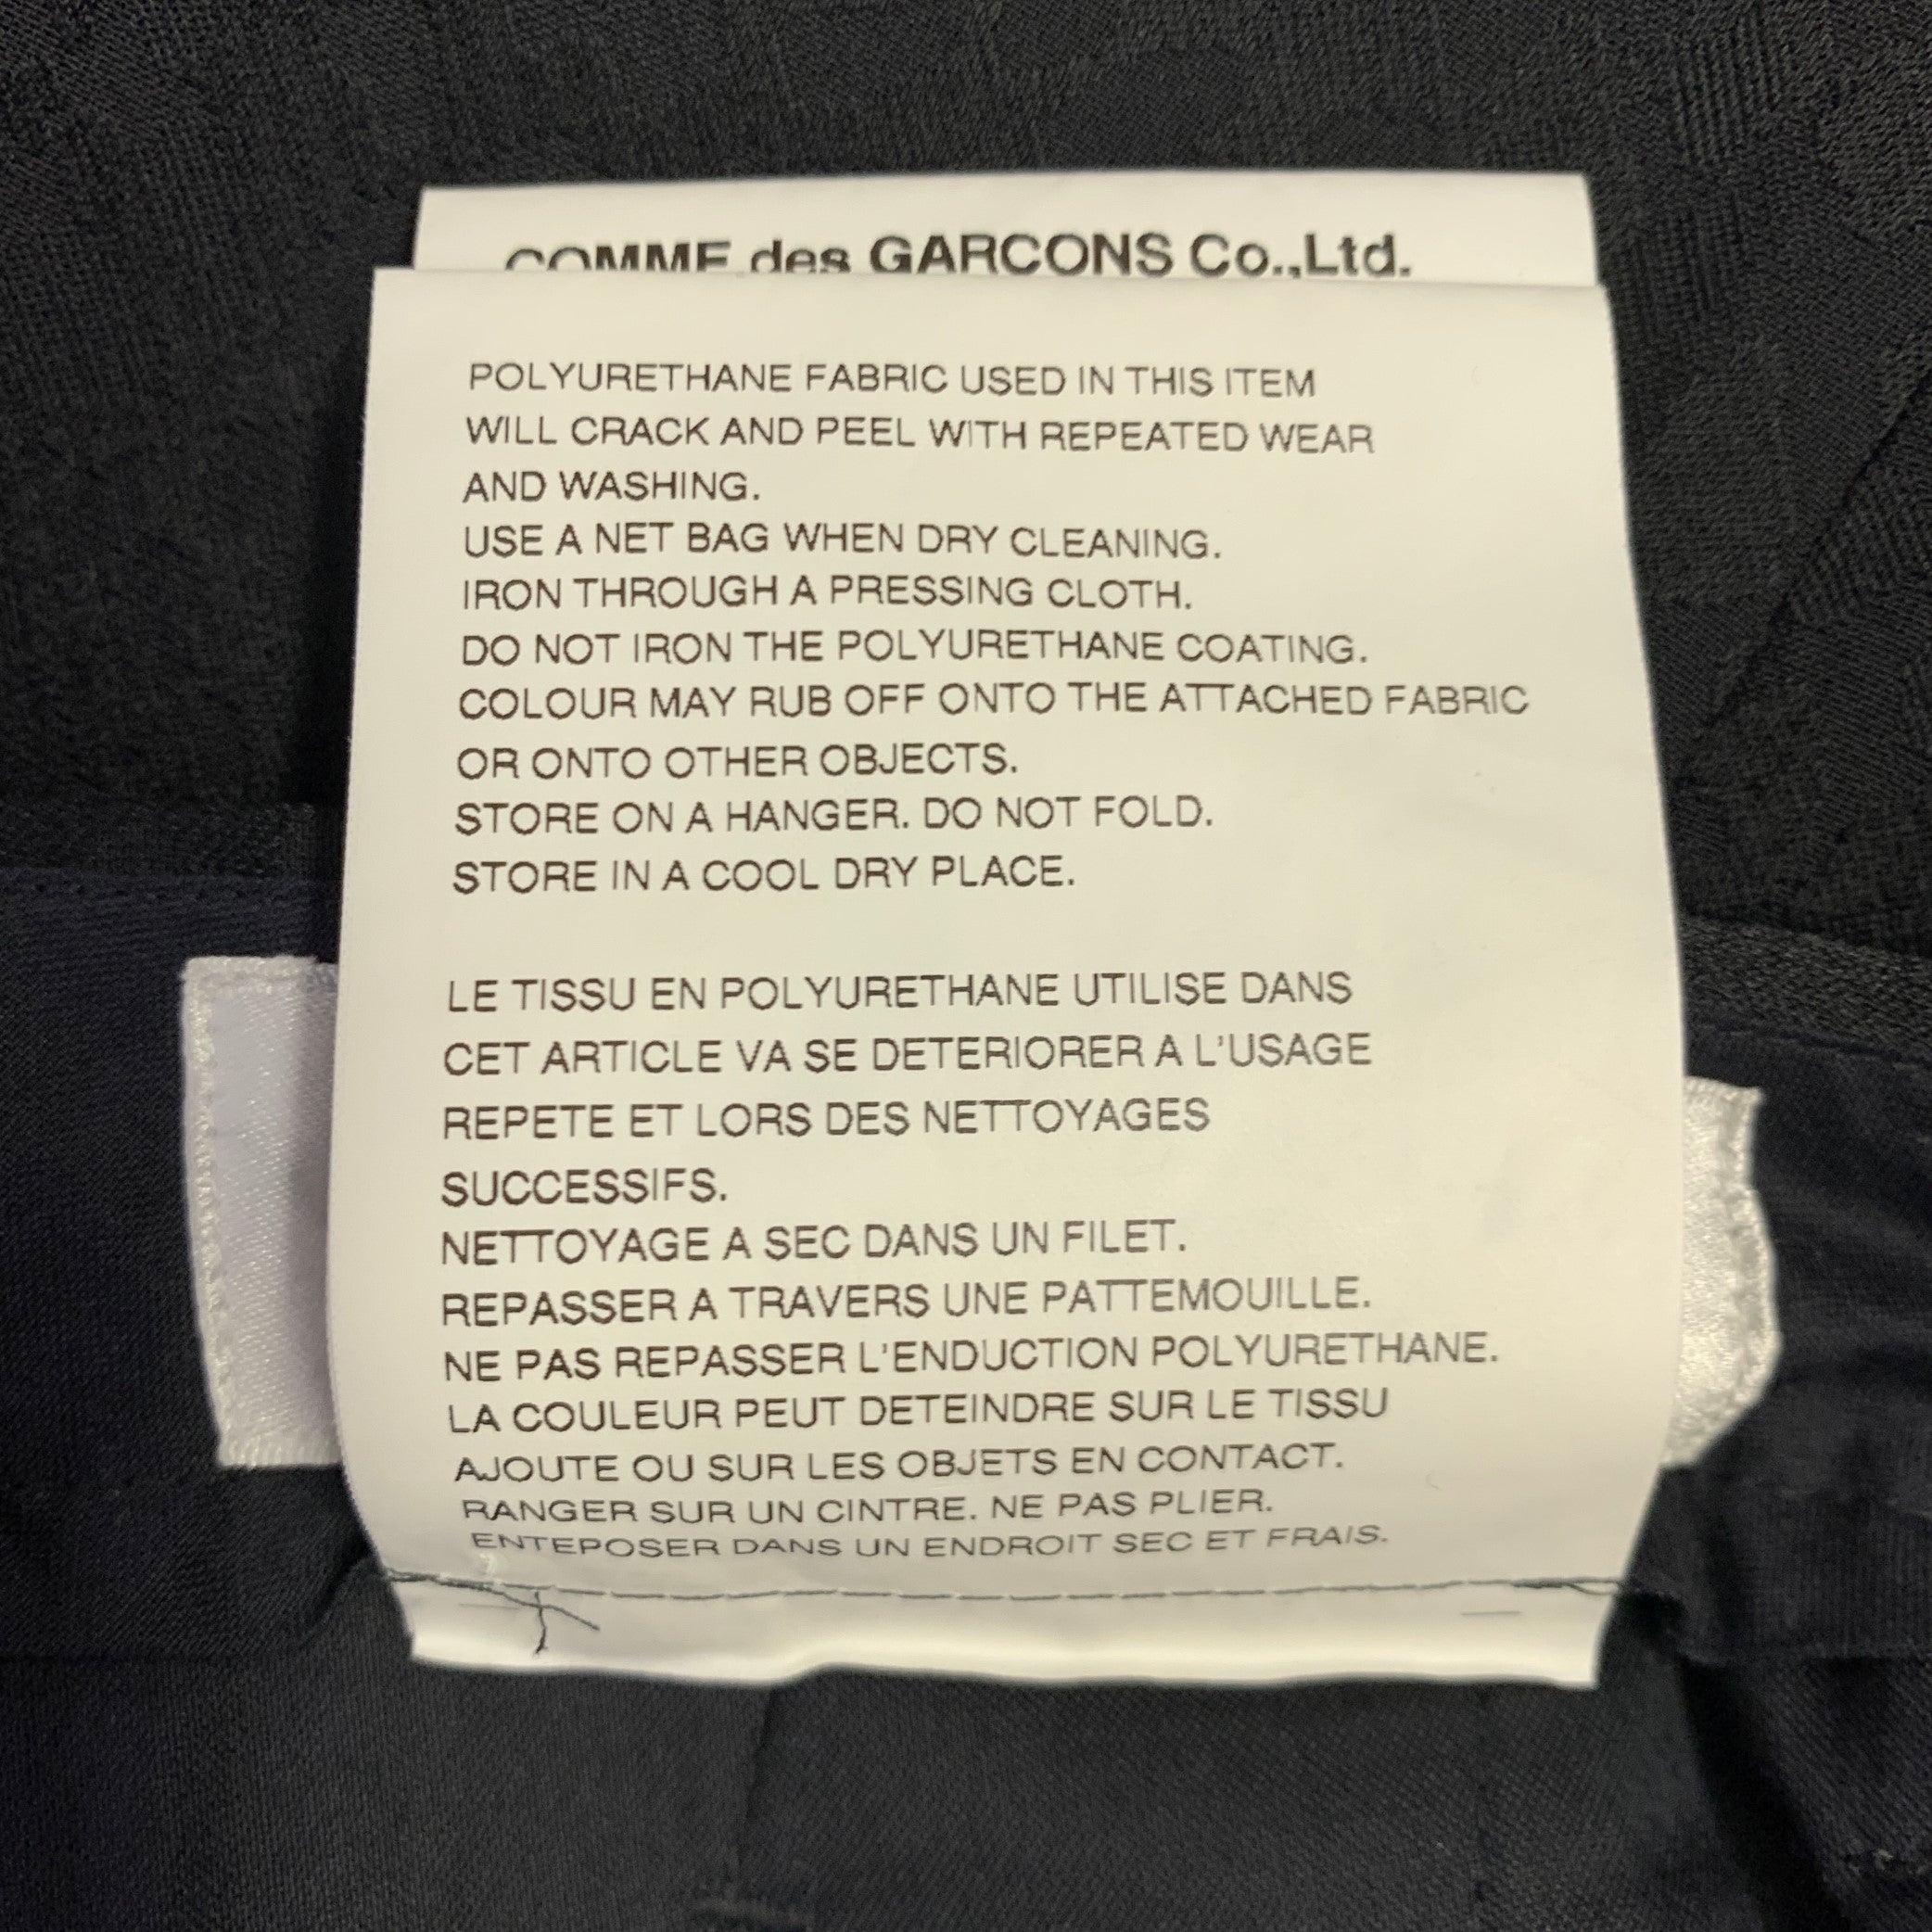 COMME des GARCONS Co.,Ltd.
POLYURETHANE FABRIC USED IN THIS ITEM
WILL CRACK AND PEEL WITH REPEATED WEAR
AND WASHING.
USE A NET BAG WHEN DRY CLEANING.
IRON THROUGH A PRESSING CLOTH.
DO NOT IRON THE POLYURETHANE COATING.
COLOUR MAY RUB OFF ONTO THE ATTACHED FABRIC
OR ONTO OTHER OBJECTS.
STORE ON A HANGER. DO NOT FOLD.
STORE IN A COOL DRY PLACE.
LE TISSU EN POLYURETHANE UTILISE DANS
CET ARTICLE VA SE DETERIORER A L'USAGE
REPETE ET LORS DES NETTOYAGES
SUCCESSIFS.
NETTOYAGE A SEC DANS UN FILET.
REPASSER A TRAVERS UNE PATTEMOUILLE.
NE PAS REPASSER L'ENDUCTION POLYURETHANE.
LA COULEUR PEUT DETEINDRE SUR LE TISSU
AJOUTE OU SUR LES OBJETS EN CONTACT.
RANGER SUR UN CINTRE. NE PAS PLIER.
ENTEPOSER DANS UN ENDROIT SEC ET FRAIS.